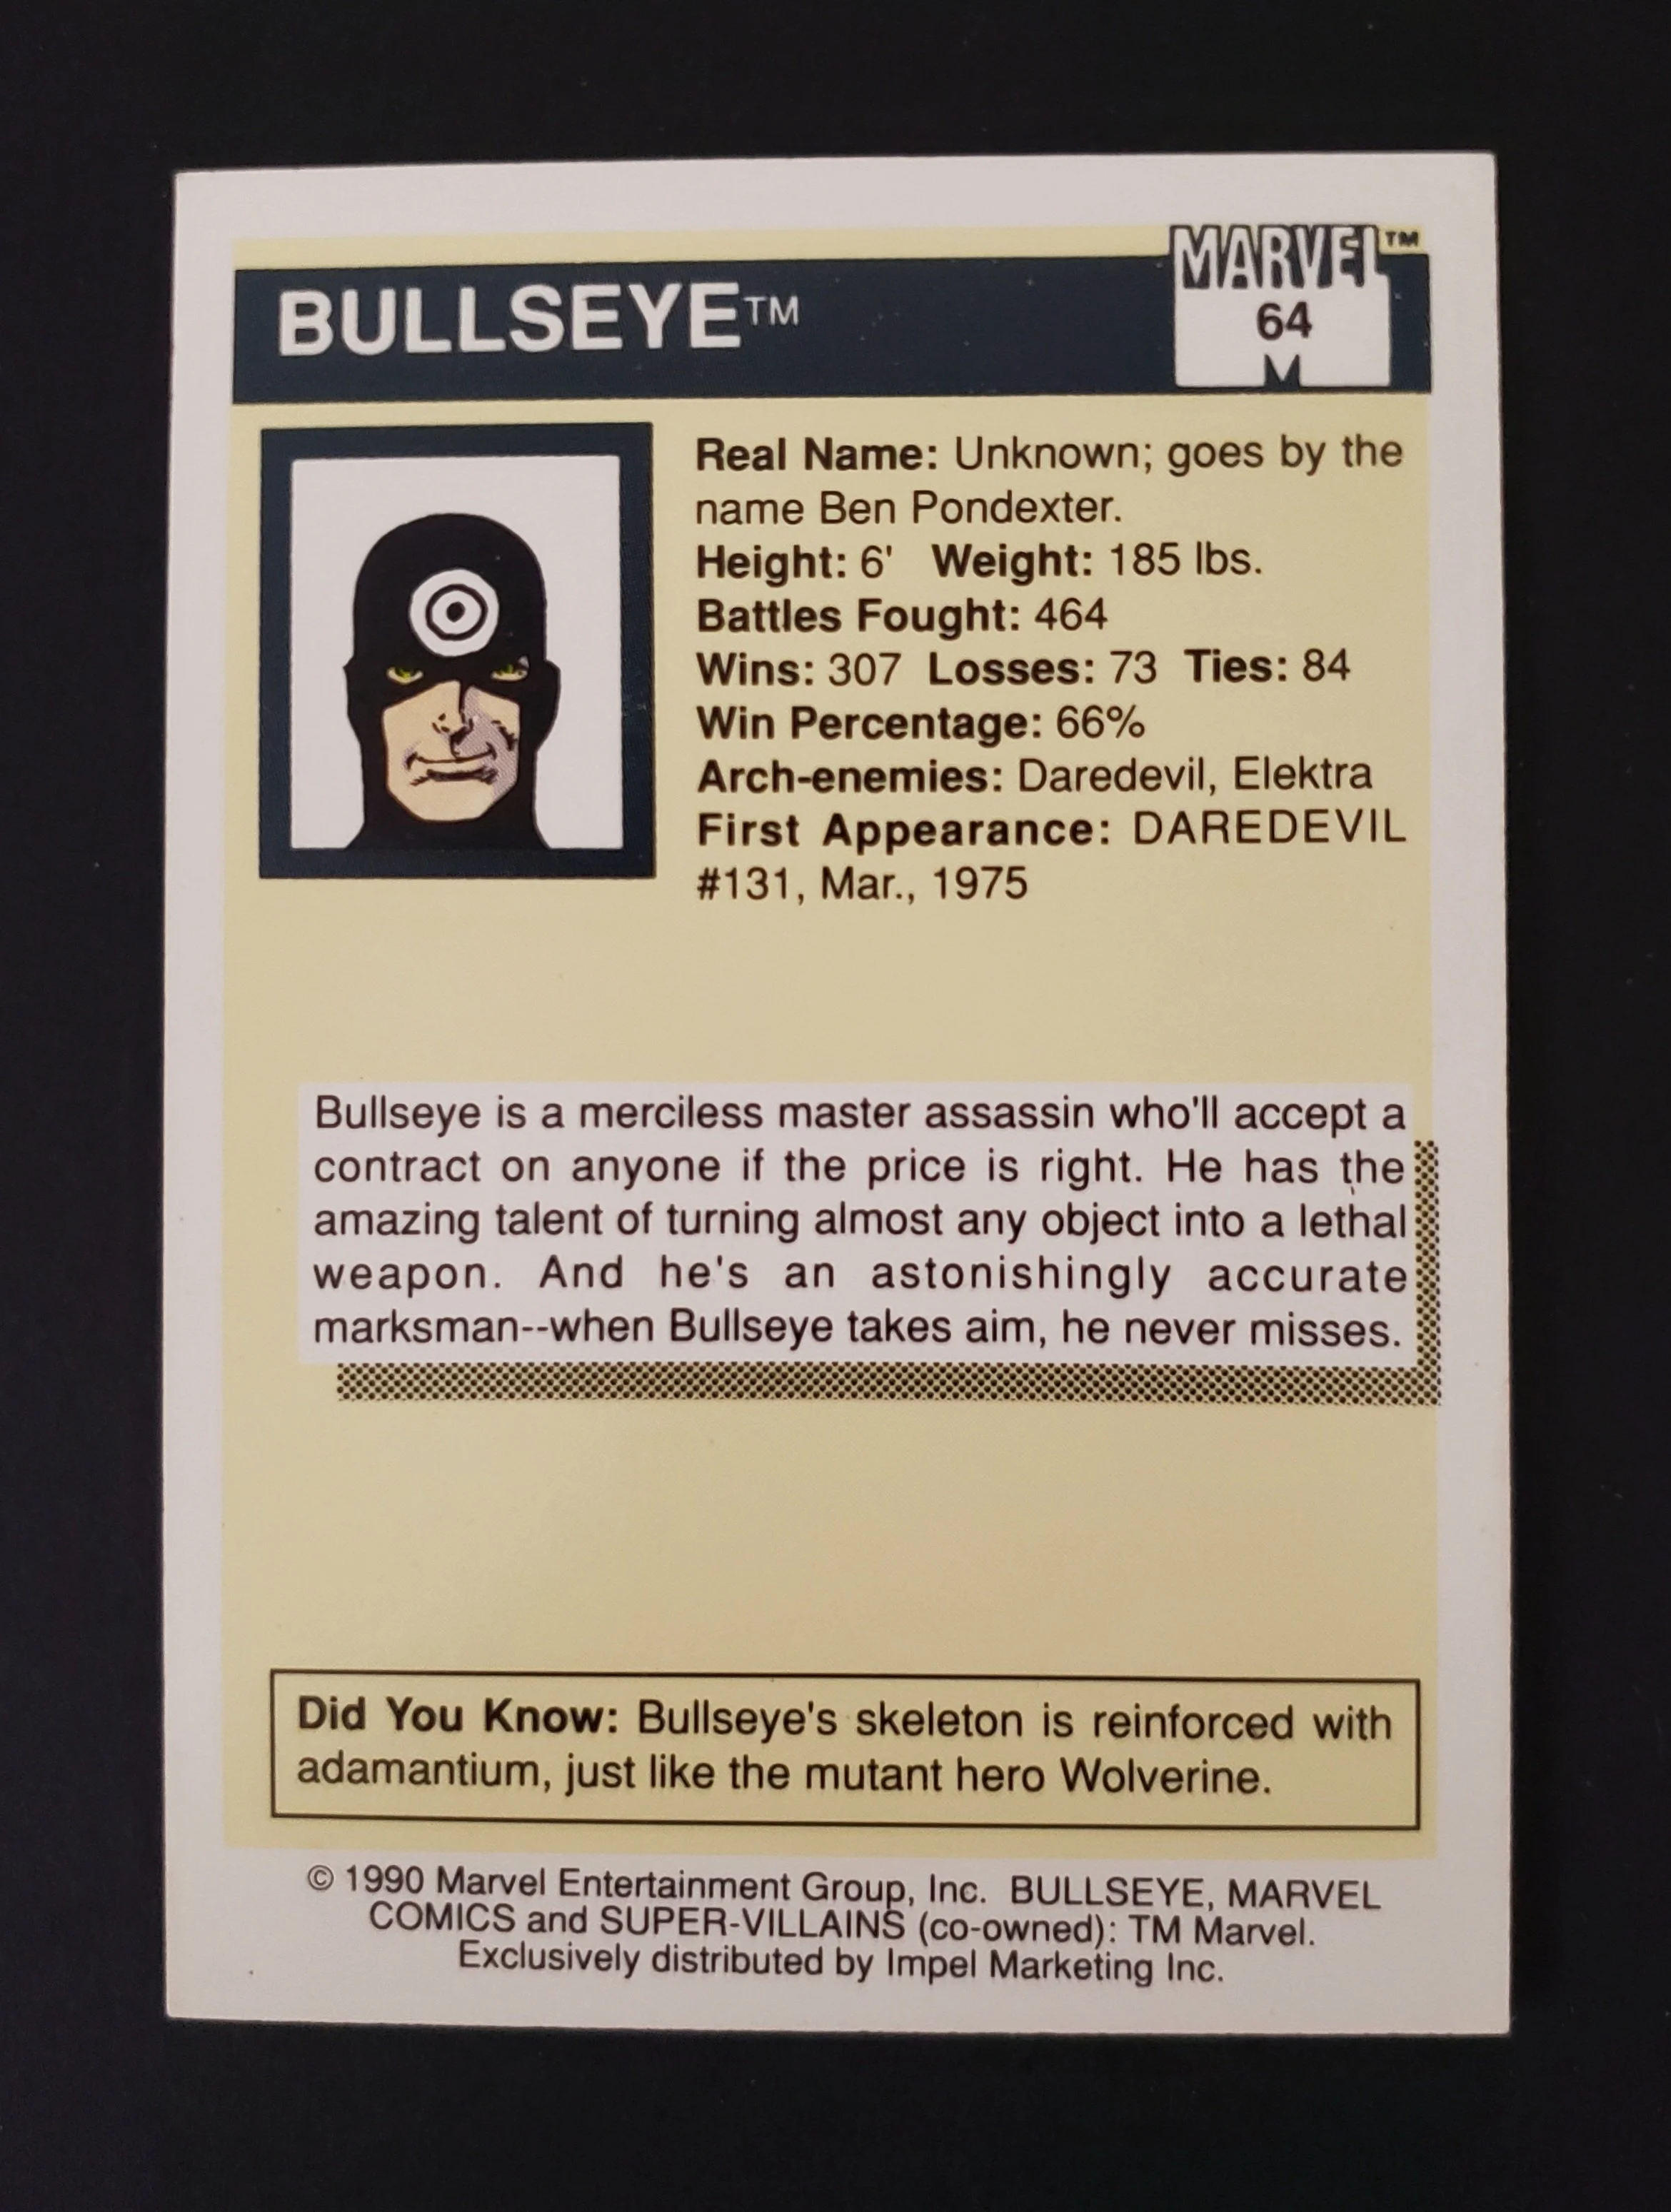 MARVEL™
BULLSEYE™
64
M
Real Name: Unknown; goes by the
name Ben Pondexter.
Height: 6' Weight: 185 lbs.
Battles Fought: 464
Wins: 307 Losses: 73 Ties: 84
Win Percentage: 66%
Arch-enemies: Daredevil, Elektra
First Appearance: DAREDEVIL
#131, Mar., 1975
Bullseye is a merciless master assassin who'll accept a
contract on anyone if the price is right. He has the
amazing talent of turning almost any object into a lethal
weapon. And he's an astonishingly accurate
marksman--when Bullseye takes aim, he never misses.
Did You Know: Bullseye's skeleton is reinforced with
adamantium, just like the mutant hero Wolverine.
© 1990 Marvel Entertainment Group, Inc. BULLSEYE, MARVEL
COMICS and SUPER-VILLAINS (co-owned): TM Marvel.
Exclusively distributed by Impel Marketing Inc.